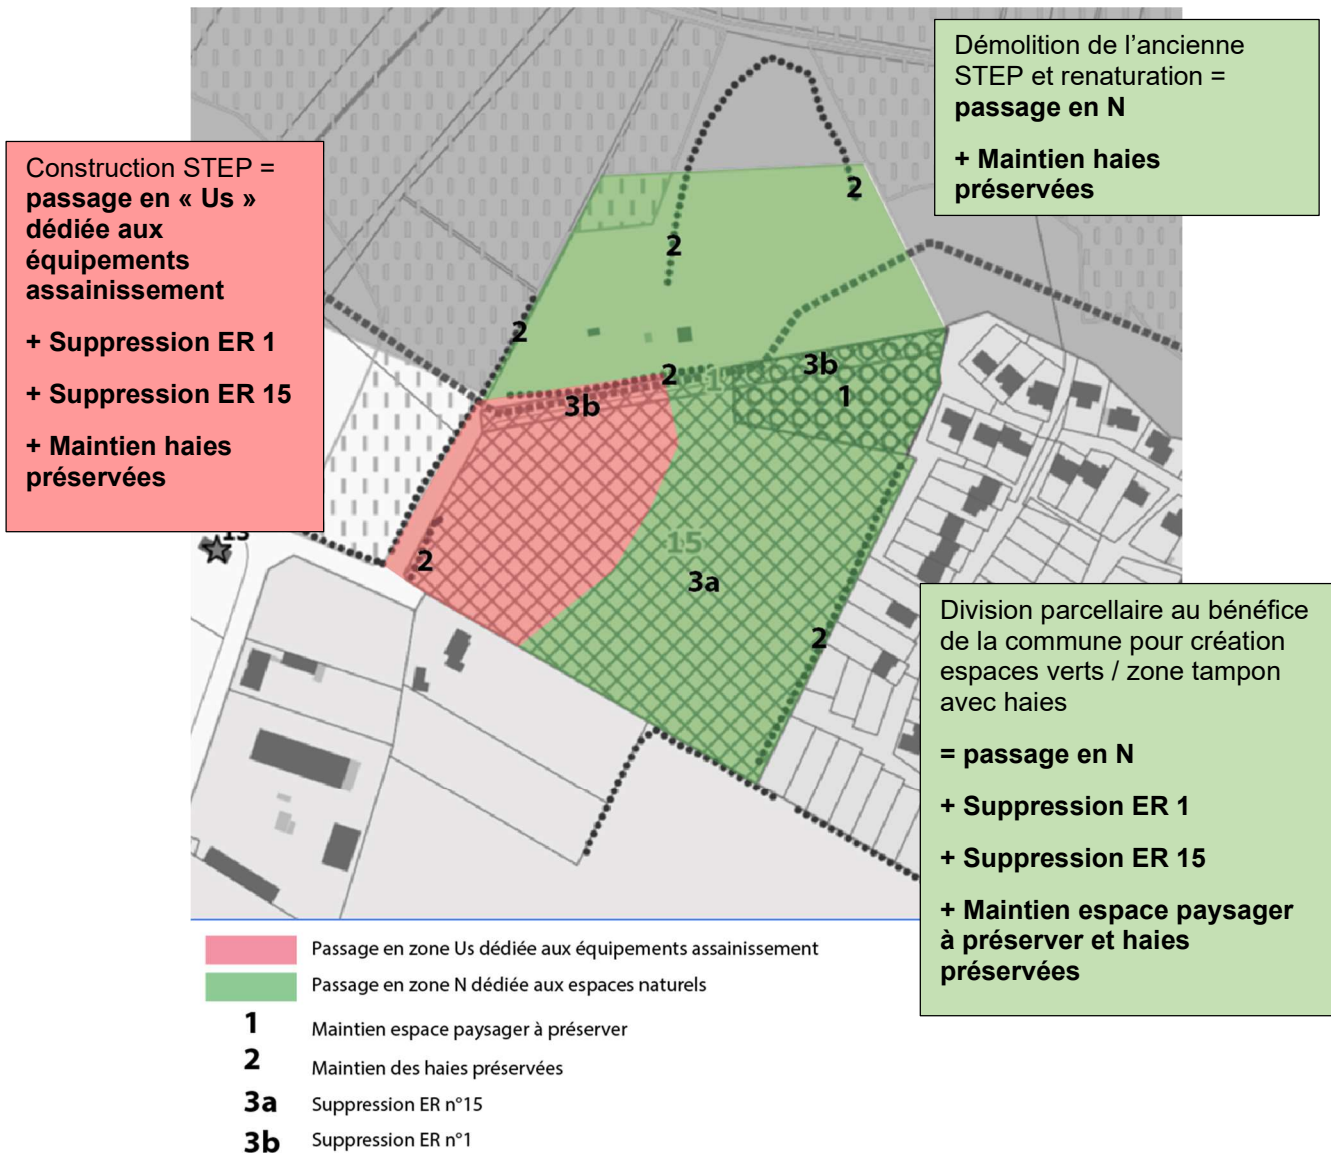 Démolition de l’ancienne
STEP et renaturation =
passage en N
+ Maintien haies
préservées
Construction STEP =
passage en « Us »
dédiée aux
équipements
assainissement
+ Suppression ER 1
+ Suppression ER 15
+ Maintien haies
préservées
2
2
2
2
1
3b
3b
1
13
2
15
3a
2
Division parcellaire au bénéfice
de la commune pour création
espaces verts / zone tampon
avec haies
= passage en N
+ Suppression ER 1
+ Suppression ER 15
+ Maintien espace paysager
à préserver et haies
préservées
Passage en zone Us dédiée aux équipements assainissement
Passage en zone N dédiée aux espaces naturels
1 Maintien espace paysager à préserver
2 Maintien des haies préservées
3a Suppression ER n°15
3b Suppression ER n°1